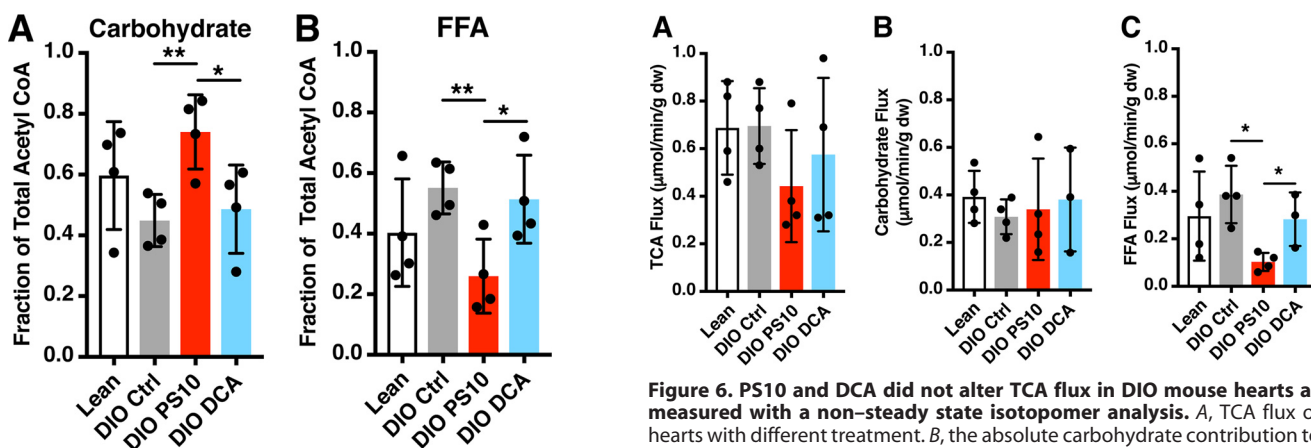 A
Carbohydrate
Fraction of Total Acetyl CoA
1.0
0.8
0.6
0.4
0.2
0.0
**
*
Lean
DIO Ctrl
DIO PS10
DIO DCA
B
FFA
Fraction of Total Acetyl CoA
1.0
0.8
0.6
0.4
0.2
0.0
**
*
Lean
DIO Ctrl
DIO PS10
DIO DCA
A
TCA Flux (µmol/min/g dw)
1.0
0.8
0.6
0.4
0.2
0.0
Lean
DIO Ctrl
DIO PS10
DIO DCA
B
Carbohydrate Flux
(µmol/min/g dw)
1.0
0.8
0.6
0.4
0.2
0.0
Lean
DIO Ctrl
DIO PS10
DIO DCA
C
FFA Flux (µmol/min/g dw)
1.0
0.8
0.6
0.4
0.2
0.0
*
*
Lean
DIO Ctrl
DIO PS10
DIO DCA
Figure 6. PS10 and DCA did not alter TCA flux in DIO mouse hearts a
measured with a non–steady state isotopomer analysis. A, TCA flux o
hearts with different treatment. B, the absolute carbohydrate contribution to